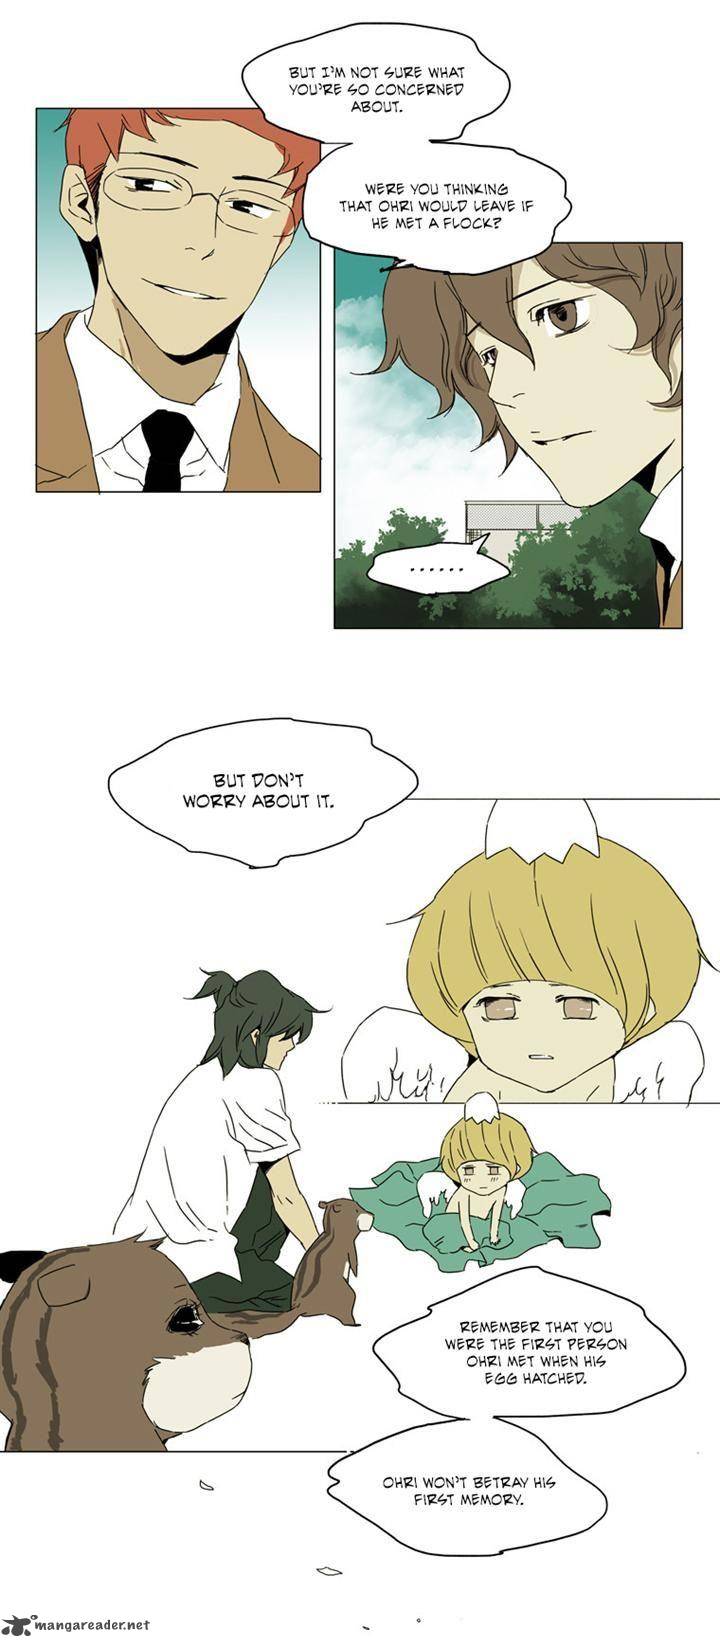 BUT I'M NOT SURE WHAT
YOU'RE SO CONCERNED
ABOUT.
WERE YOU THINKING
THAT OHRI WOULD LEAVE IF
HE MET A FLOCK?
......
BUT DON'T
WORRY ABOUT IT.
REMEMBER THAT YOU
WERE THE FIRST PERSON
OHRI MET WHEN HIS
EGG HATCHED.
OHRI WON'T BETRAY HIS
FIRST MEMORY.
mangareader.net